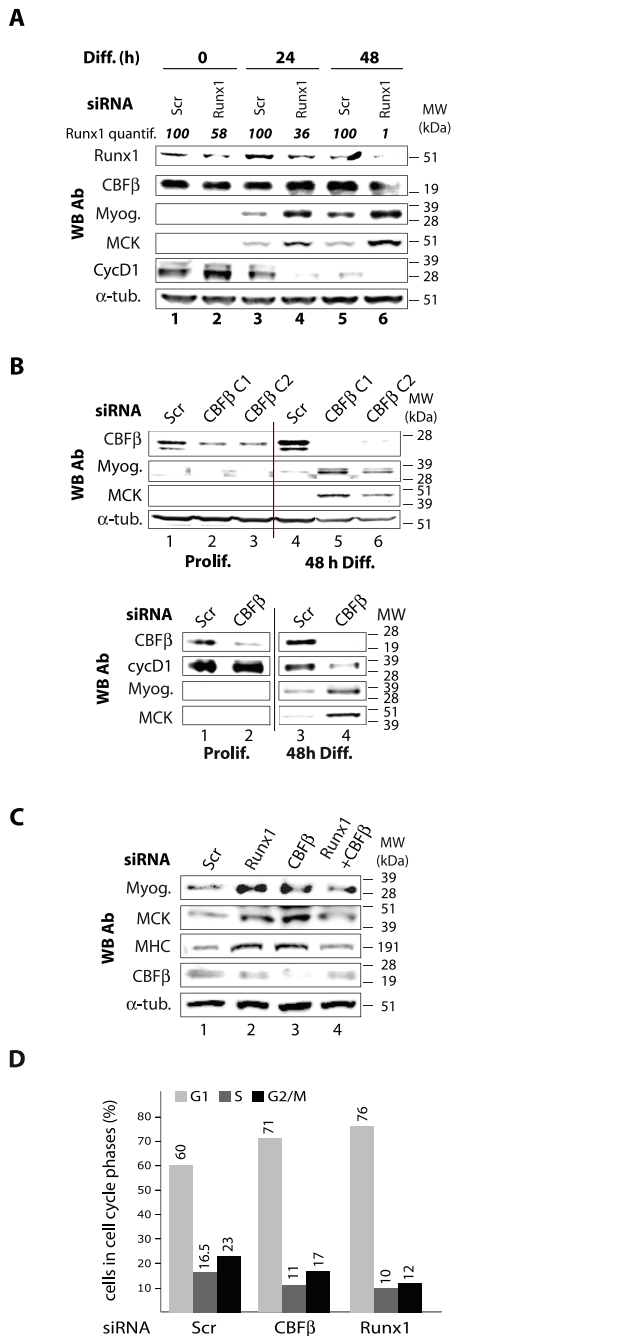 A
Diff. (h) 0 24 48
siRNA Scr Runx1 Scr Runx1 Scr Runx1 MW (kDa)
Runx1 quantif. 100 58 100 36 100 1
WB Ab
Runx1 51
CBFβ 19
Myog. 39 28
MCK 51
CycD1 39 28
α-tub. 51
1 2 3 4 5 6
B
siRNA Scr CBFβ C1 CBFβ C2 Scr CBFβ C1 CBFβ C2 MW (kDa)
WB Ab
CBFβ 28
Myog. 39 28
MCK 51 39
α-tub. 51
1 2 3 4 5 6
Prolif. 48 h Diff.
siRNA Scr CBFβ Scr CBFβ MW
WB Ab
CBFβ 28 19
cycD1 39 28
Myog. 39 28
MCK 51 39
1 2 3 4
Prolif. 48h Diff.
C
siRNA Scr Runx1 CBFβ Runx1 +CBFβ MW (kDa)
WB Ab
Myog. 39 28
MCK 51 39
MHC 191
CBFβ 28 19
α-tub. 51
1 2 3 4
D
cells in cell cycle phases (%)
G1 S G2/M
80
70
60
50
40
30
20
10
60 16.5 23 71 11 17 76 10 12
siRNA Scr CBFβ Runx1